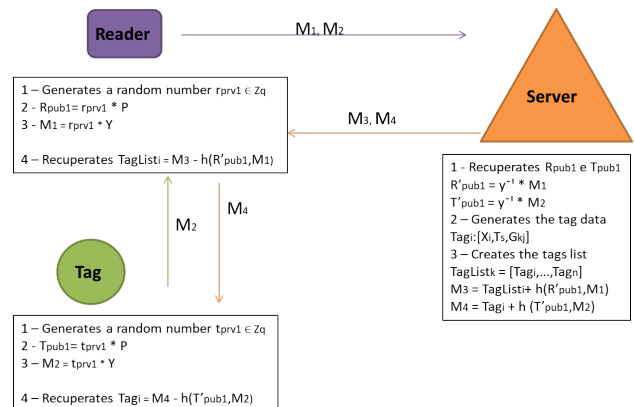 Reader
M1, M2
Server
1 – Generates a random number rprv1 ∈ Zq
2 - Rpub1= rprv1 * P
3 - M1 = rprv1 * Y
4 – Recuperates TagListi = M3 - h(R'pub1,M1)
M3, M4
1 - Recuperates Rpub1 e Tpub1
R'pub1 = y⁻¹ * M1
T'pub1 = y⁻¹ * M2
2 – Generates the tag data
Tagi:[Xi,Ts,Gkj]
3 – Creates the tags list
TagListk = [Tagi,...,Tagn]
M3 = TagListi+ h(R'pub1,M1)
M4 = Tagi + h (T'pub1,M2)
M2
M4
Tag
1 – Generates a random number tprv1 ∈ Zq
2 - Tpub1= tprv1 * P
3 – M2 = tprv1 * Y
4 – Recuperates Tagi = M4 - h(T'pub1,M2)